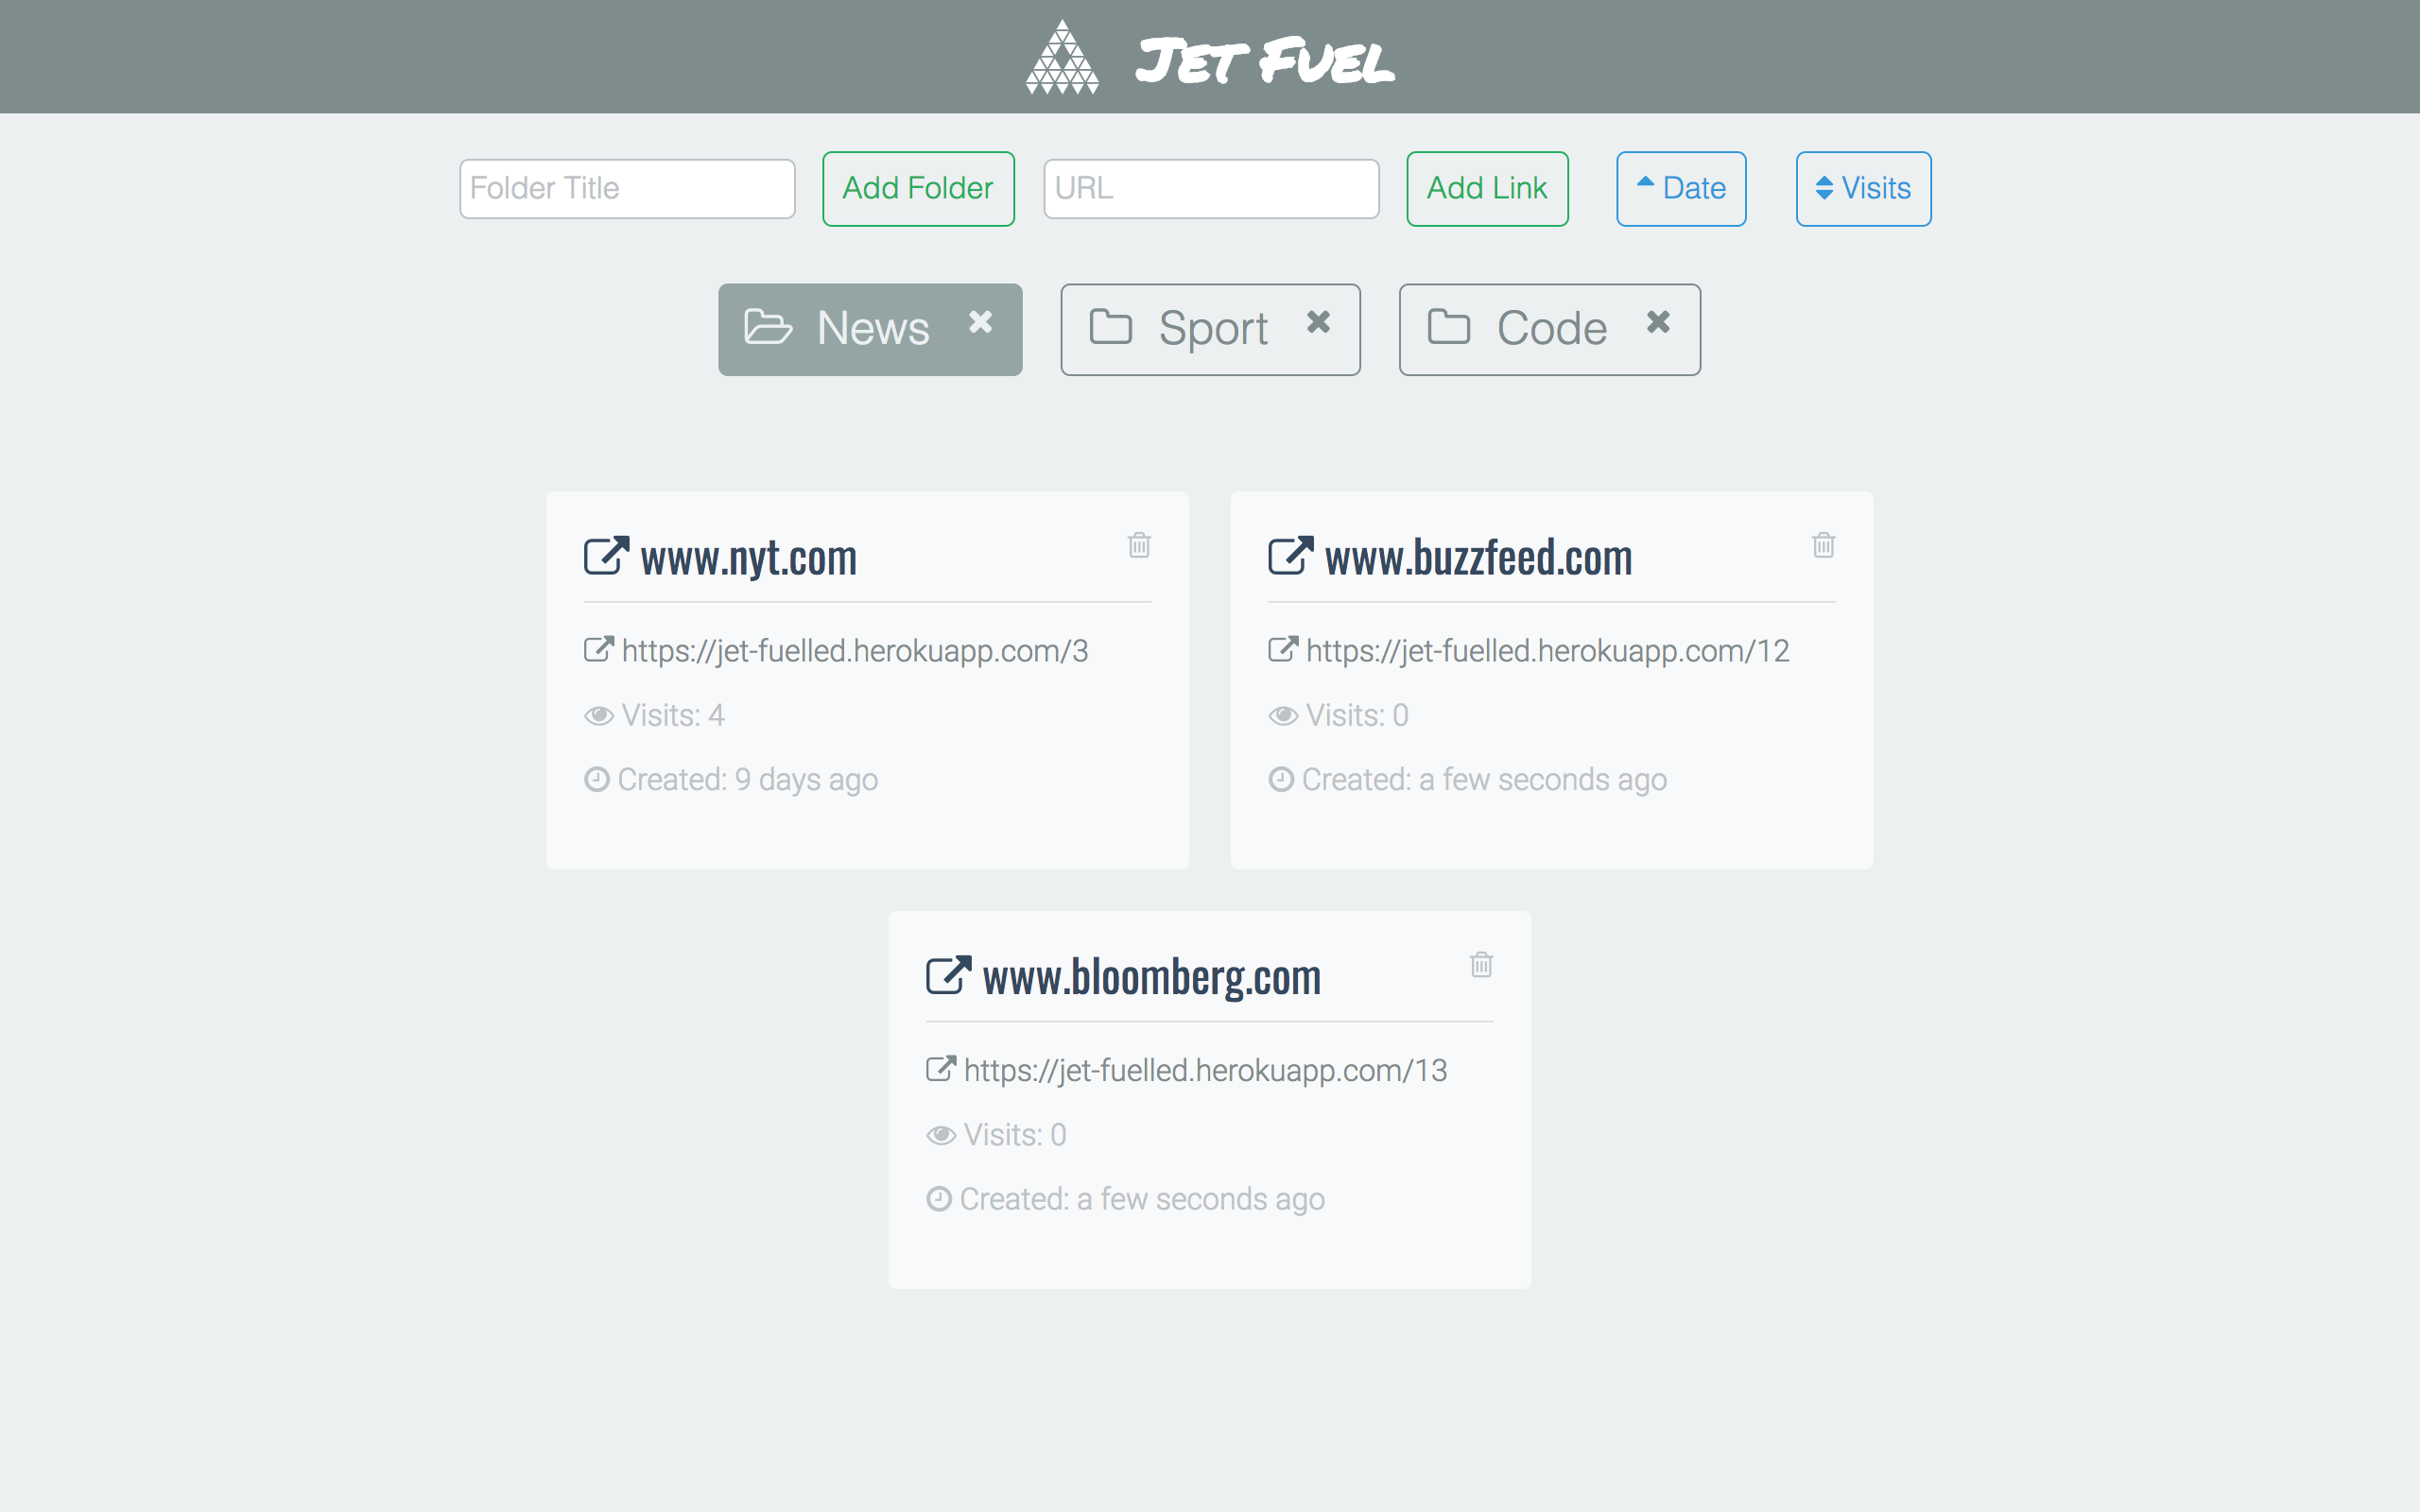 Jet Fuel
Folder Title Add Folder URL Add Link Date Visits
News Sport Code
www.nyt.com
https://jet-fuelled.herokuapp.com/3
Visits: 4
Created: 9 days ago
www.buzzfeed.com
https://jet-fuelled.herokuapp.com/12
Visits: 0
Created: a few seconds ago
www.bloomberg.com
https://jet-fuelled.herokuapp.com/13
Visits: 0
Created: a few seconds ago